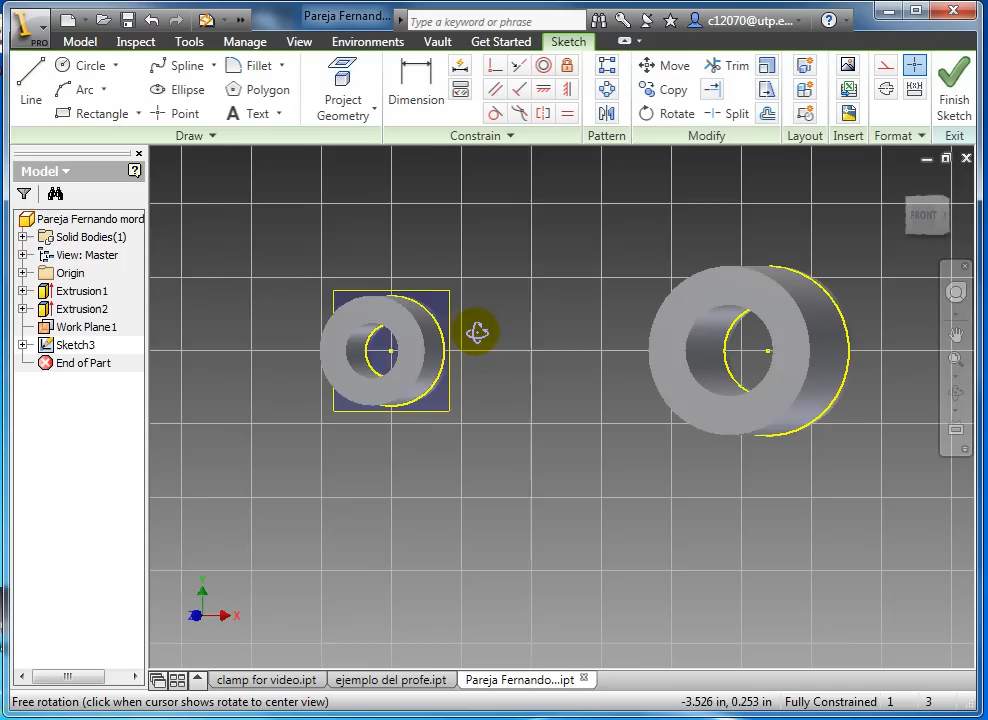 Pareja Fernando...
Type a keyword or phrase
c12070@utp.e...
PRO
Model Inspect Tools Manage View Environments Vault Get Started Sketch
Line
Circle
Arc
Rectangle
Spline
Ellipse
Point
Fillet
Polygon
Text
Project
Geometry
Dimension
Move
Copy
Rotate
Trim
Split
Finish
Sketch
Draw
Constrain
Pattern
Modify
Layout
Insert
Format
Exit
Model
Pareja Fernando mord
Solid Bodies(1)
View: Master
Origin
Extrusion1
Extrusion2
Work Plane1
Sketch3
End of Part
FRONT
Y
Z
X
clamp for video.ipt
ejemplo del profe.ipt
Pareja Fernando...ipt
Free rotation (click when cursor shows rotate to center view)
-3.526 in, 0.253 in
Fully Constrained
1
3